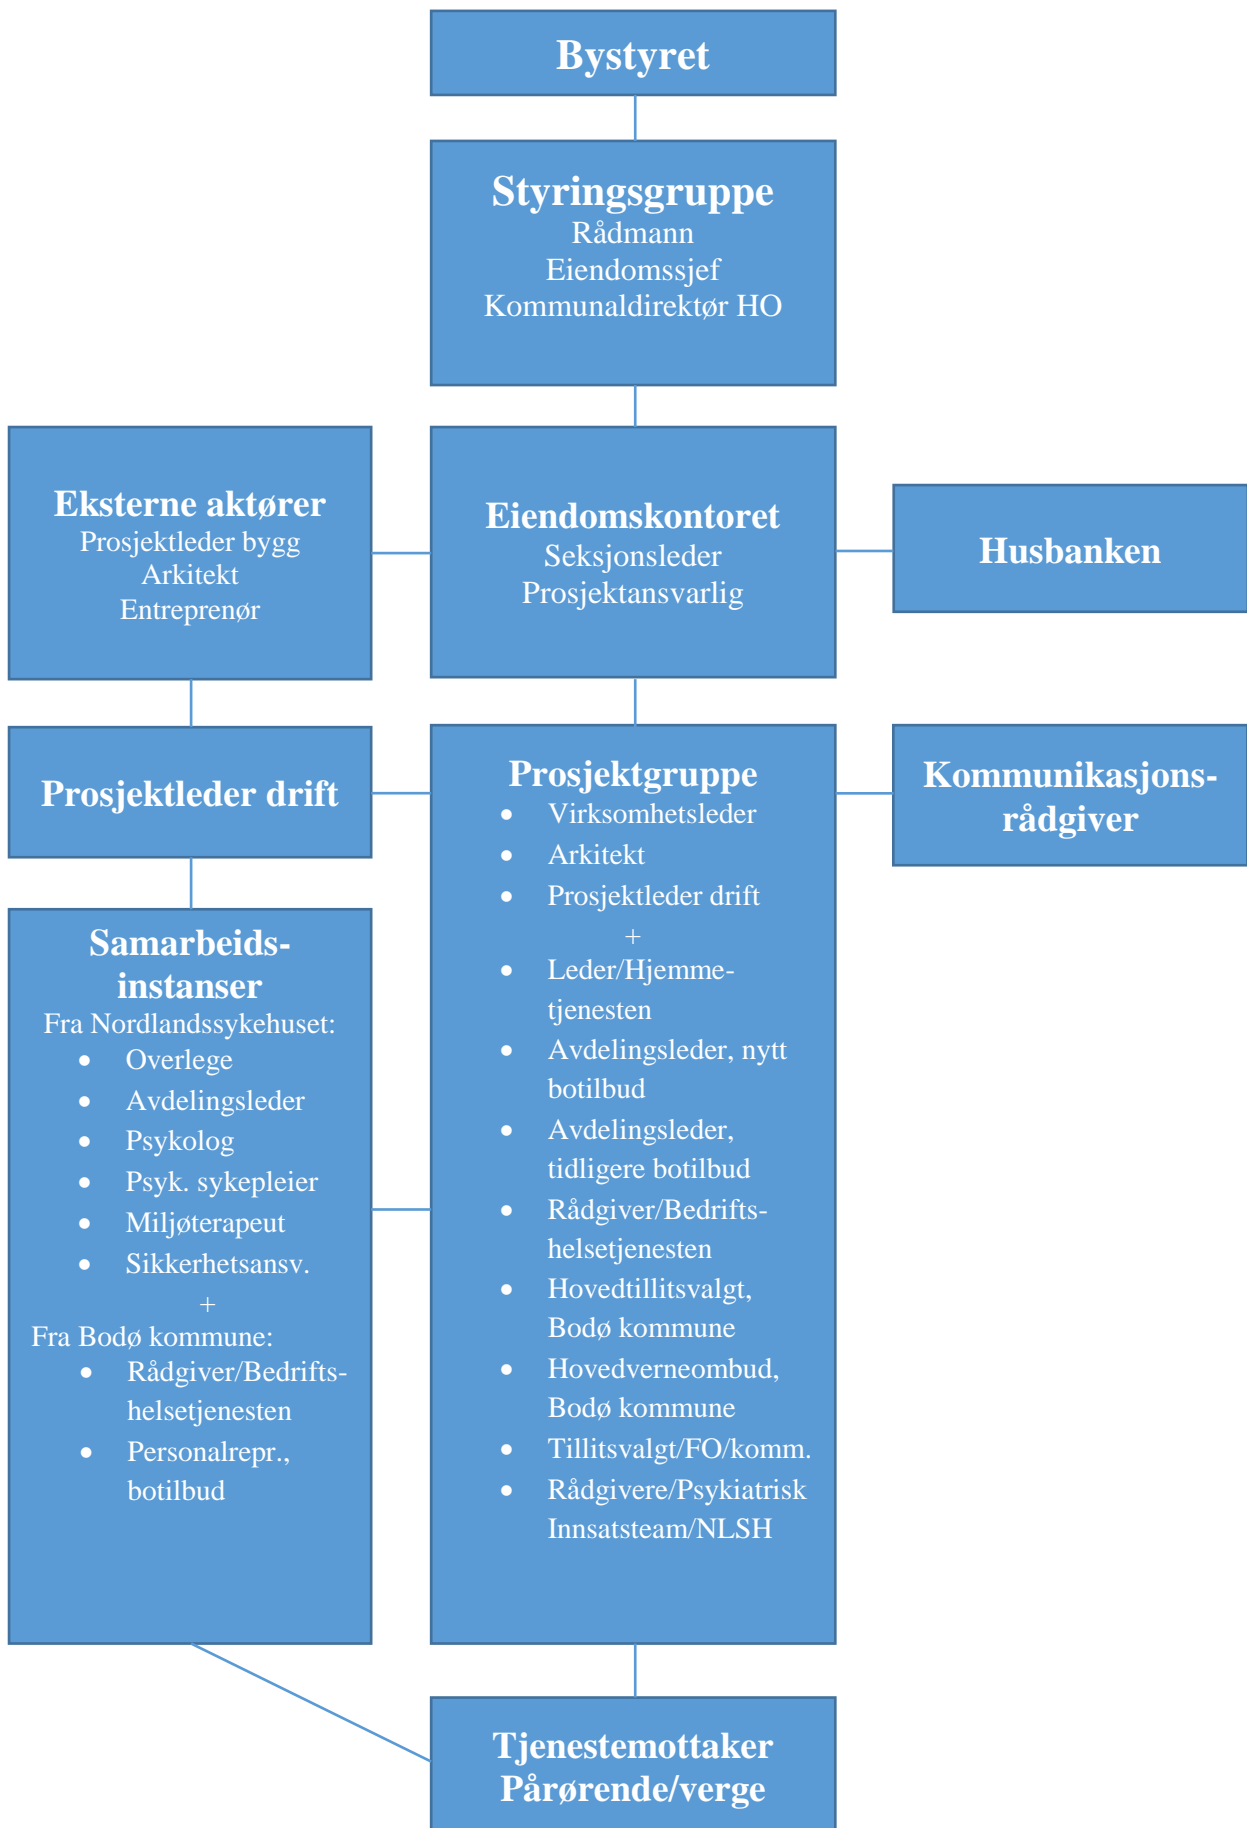 Bystyret
Styringsgruppe
Rådmann
Eiendomssjef
Kommunaldirektør HO
Eksterne aktører
Prosjektleder bygg
Arkitekt
Entreprenør
Eiendomskontoret
Seksjonsleder
Prosjektansvarlig
Husbanken
Prosjektleder drift
Prosjektgruppe
• Virksomhetsleder
• Arkitekt
• Prosjektleder drift
+
• Leder/Hjemme-
tjenesten
• Avdelingsleder, nytt
botilbud
• Avdelingsleder,
tidligere botilbud
• Rådgiver/Bedrifts-
helsetjenesten
• Hovedtillitsvalgt,
Bodø kommune
• Hovedverneombud,
Bodø kommune
• Tillitsvalgt/FO/komm.
• Rådgivere/Psykiatrisk
Innsatsteam/NLSH
Kommunikasjons-
rådgiver
Samarbeids-
instanser
Fra Nordlandssykehuset:
• Overlege
• Avdelingsleder
• Psykolog
• Psyk. sykepleier
• Miljøterapeut
• Sikkerhetsansv.
+
Fra Bodø kommune:
• Rådgiver/Bedrifts-
helsetjenesten
• Personalrepr.,
botilbud
Tjenestemottaker
Pårørende/verge